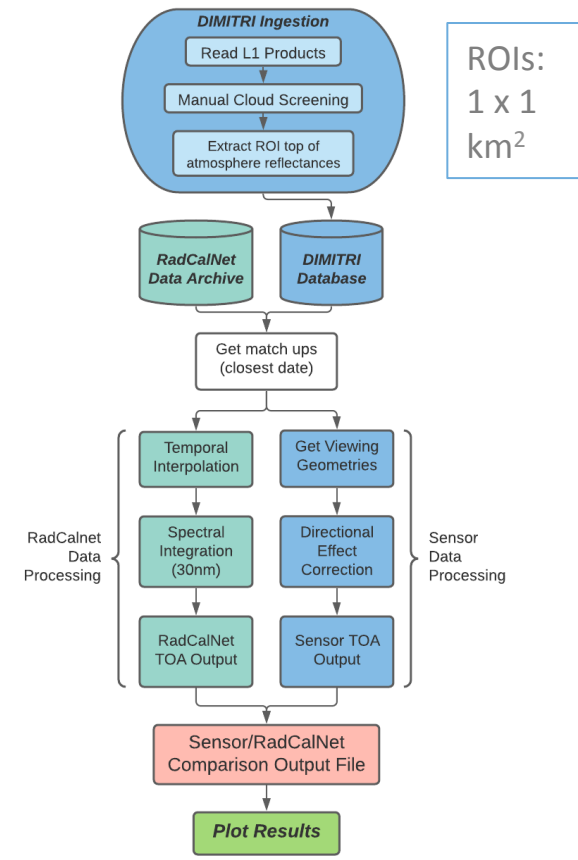 DIMITRI Ingestion
Read L1 Products
Manual Cloud Screening
Extract ROI top of
atmosphere reflectances
ROIs:
1 x 1
km²
RadCalNet
Data Archive
DIMITRI
Database
Get match ups
(closest date)
Temporal
Interpolation
Get Viewing
Geometries
RadCalnet
Data
Processing
Spectral
Integration
(30nm)
Directional
Effect
Correction
Sensor
Data
Processing
RadCalNet
TOA Output
Sensor TOA
Output
Sensor/RadCalNet
Comparison Output File
Plot Results